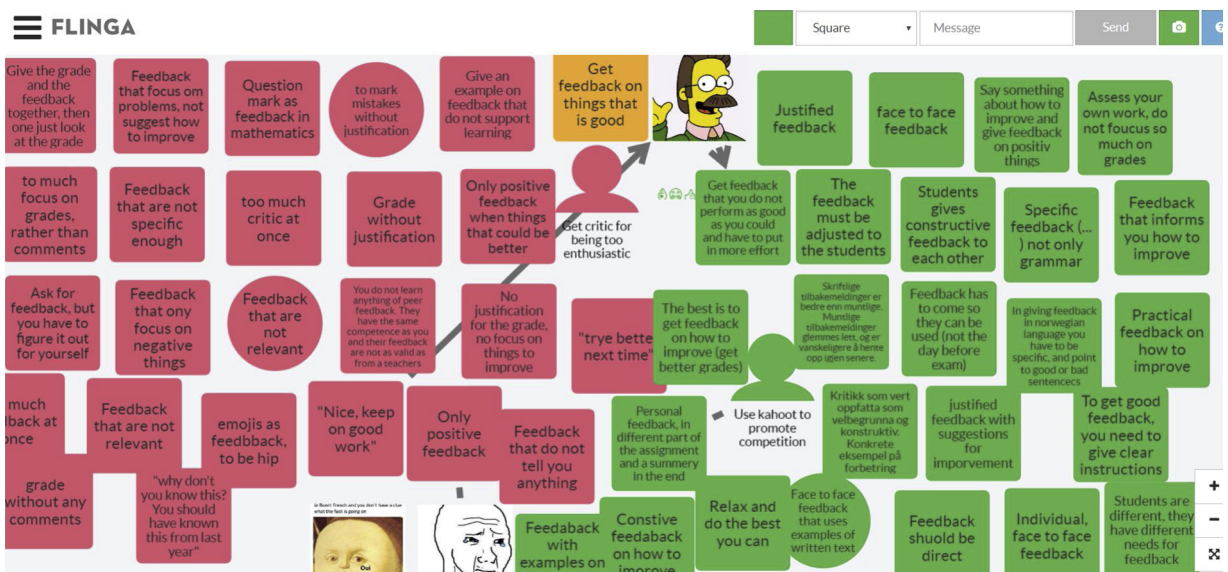 FLINGA
Square
Message
Send
Give the grade
and the
feedback
together, then
one just look
at the grade
Feedback
that focus om
problems, not
suggest how
to improve
Question
mark as
feedback in
mathematics
to mark
mistakes
without
justification
Give an
example on
feedback that
do not support
learning
Get
feedback on
things that
is good
Justified
feedback
face to face
feedback
Say something
about how to
improve and
give feedback
on positiv
things
Assess your
own work, do
not foucus so
much on
grades
to much
focus on
grades,
rather than
comments
Feedback
that are not
specific
enough
too much
critic at
once
Grade
without
justification
Only positive
feedback
when things
that could be
better
Get critic for
being too
enthusiastic
Get feedback
that you do not
perform as good
as you could
and have to put
in more effort
The
feedback
must be
adjusted to
the students
Students
gives
constructive
feedback to
each other
Specific
feedback (...
) not only
grammar
Feedback
that informs
you how to
improve
Ask for
feedback, but
you have to
figure it out
for yourself
Feedback
that ony
focus on
negative
things
Feedback
that are
not
relevant
You do not learn
anything of peer
feedback. They
have the same
competence as you
and their feedback
are not as valid as
from a teachers
No
justification
for the grade,
no focus on
things to
improve
"trye bette
next time"
The best is to
get feedback
on how to
improve (get
better grades)
Skriftlige
tilbakemeldinger er
bedre enn muntlige.
Muntlige
tilbakemeidinger
glemmes lett, og er
vanskeligere å hente
opp igjen senere.
Feedback has
to come so
they can be
used (not the
day before
exam)
In giving feedback
in norwegian
language you
have to be
specific, and point
to good or bad
sentencecs
Practical
feedback on
how to
improve
much
back at
once
Feedback
that are not
relevant
emojis as
feedbback,
to be hip
"Nice, keep
on good
work"
Only
positive
feedback
Feedback
that do not
tell you
anything
Personal
feedback, in
different part of
the assignment
and a summery
in the end
Use kahoot to
promote
competition
Kritikk som vert
oppfatta som
velbegrunna og
konstruktiv.
Konkrete
eksempel på
forbetring
justified
feedback with
suggestions
for
imporvement
To get good
feedback,
you need to
give clear
instructions
grade
without any
comments
"why don't
you know this?
You should
have known
this from last
year"
in fluent French and you don't have a clue
what the fact is going on
Oui
Feedaback
with
examples on
Constive
feedaback
on how to
improve
Relax and
do the best
you can
Face to face
feedback
that uses
examples of
written text
Feedback
shuold be
direct
Individual,
face to face
feedback
Students are
different, they
have different
needs for
feedback